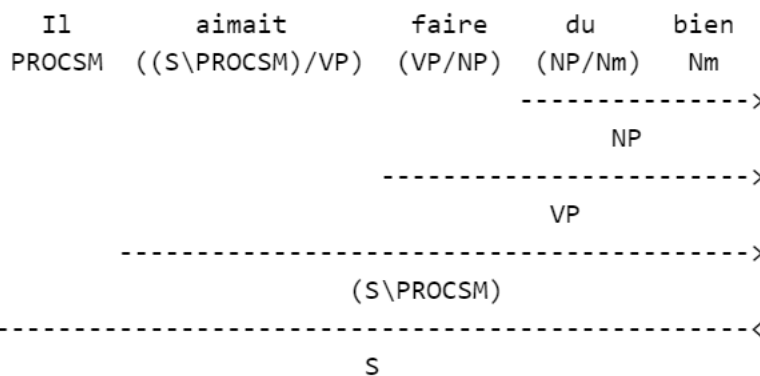 Il aimait faire du bien
PROCSM ((S\PROCSM)/VP) (VP/NP) (NP/Nm) Nm
--------------->
NP
------------------------->
VP
------------------------------------------>
(S\PROCSM)
--------------------------------------------------<
S